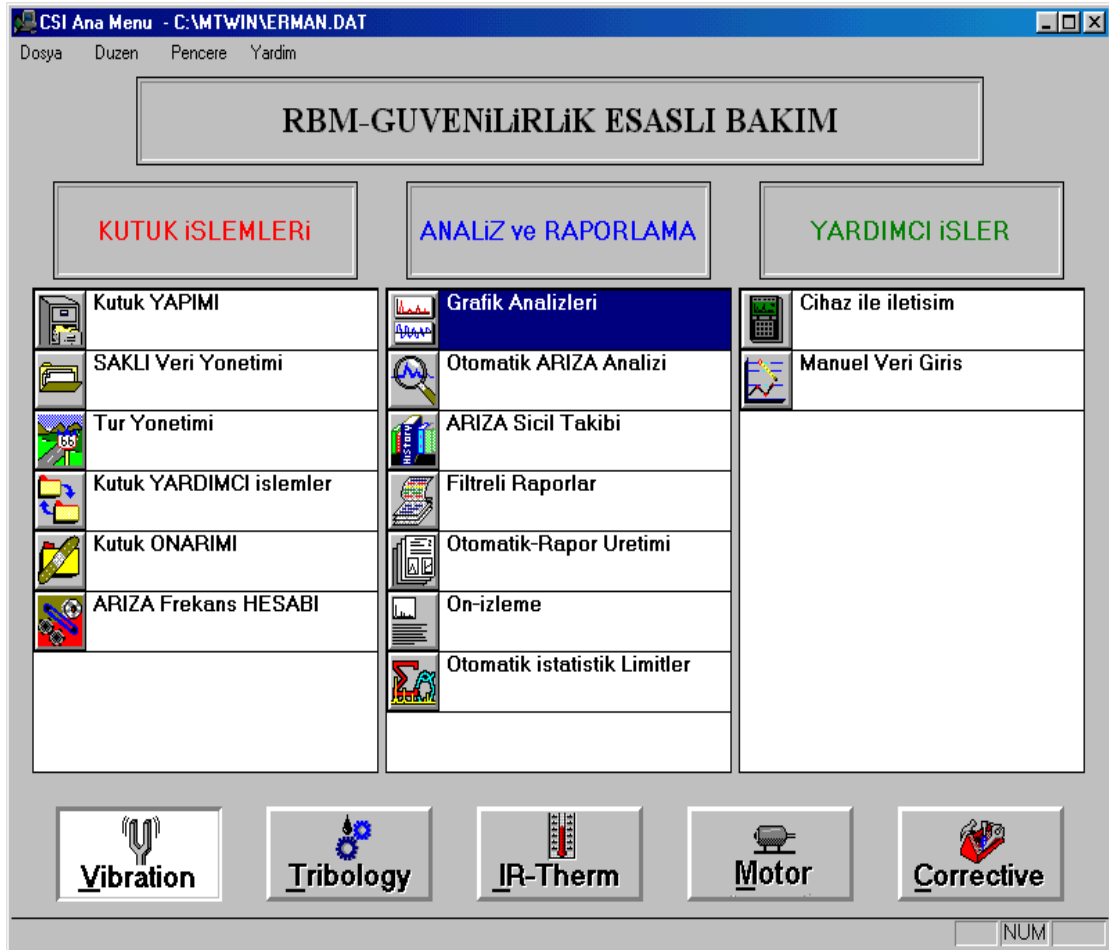 CSI Ana Menu - C:\MTWIN\ERMAN.DAT
Dosya Duzen Pencere Yardim
RBM-GUVENiLiRLiK ESASLI BAKIM
KUTUK iSLEMLERi
ANALiZ ve RAPORLAMA
YARDIMCI iSLER
Kutuk YAPIMI
SAKLI Veri Yonetimi
Tur Yonetimi
66
Kutuk YARDIMCI islemler
Kutuk ONARIMI
ARIZA Frekans HESABI
Grafik Analizleri
Otomatik ARIZA Analizi
ARIZA Sicil Takibi
HiStory
Filtreli Raporlar
Otomatik-Rapor Uretimi
On-izleme
Otomatik istatistik Limitler
Cihaz ile iletisim
Manuel Veri Giris
Vibration
Tribology
IR-Therm
Motor
Corrective
NUM